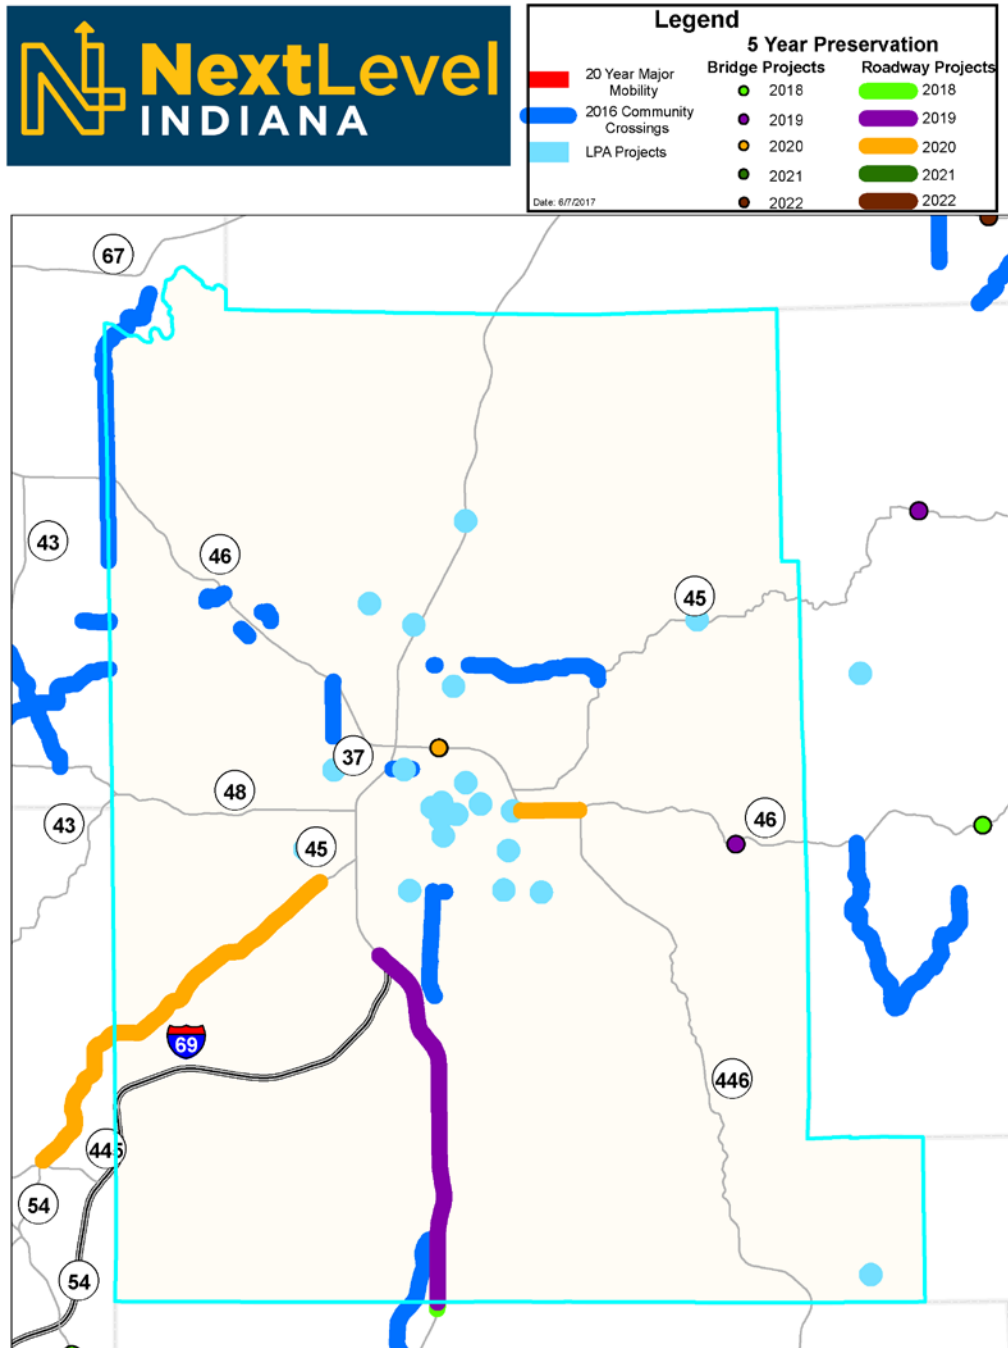 NextLevel
INDIANA
Legend
5 Year Preservation
Bridge Projects
Roadway Projects
20 Year Major
Mobility
2016 Community
Crossings
LPA Projects
2018
2019
2020
2021
2022
2018
2019
2020
2021
2022
Date: 6/7/2017
67
43
46
45
37
48
43
46
45
69
446
445
54
54